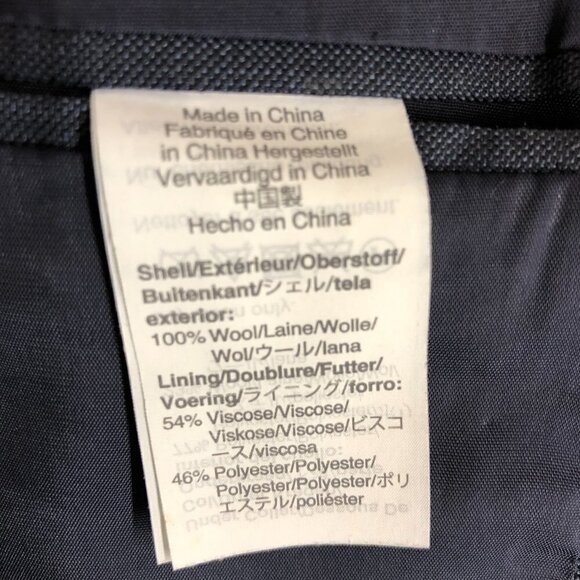 Made in China
Fabriqué en Chine
in China Hergestellt
Vervaardigd in China
中国製
Hecho en China
Shell/Extérieur/Oberstoff/
Buitenkant/シェル/tela
exterior:
100% Wool/Laine/Wolle/
Wol/ウール/lana
Lining/Doublure/Futter/
Voering/ライニング/forro:
54% Viscose/Viscose/
Viskose/Viscose/ビスコ
ース/viscosa
46% Polyester/Polyester/
Polyester/Polyester/ポリ
エステル/poliéster